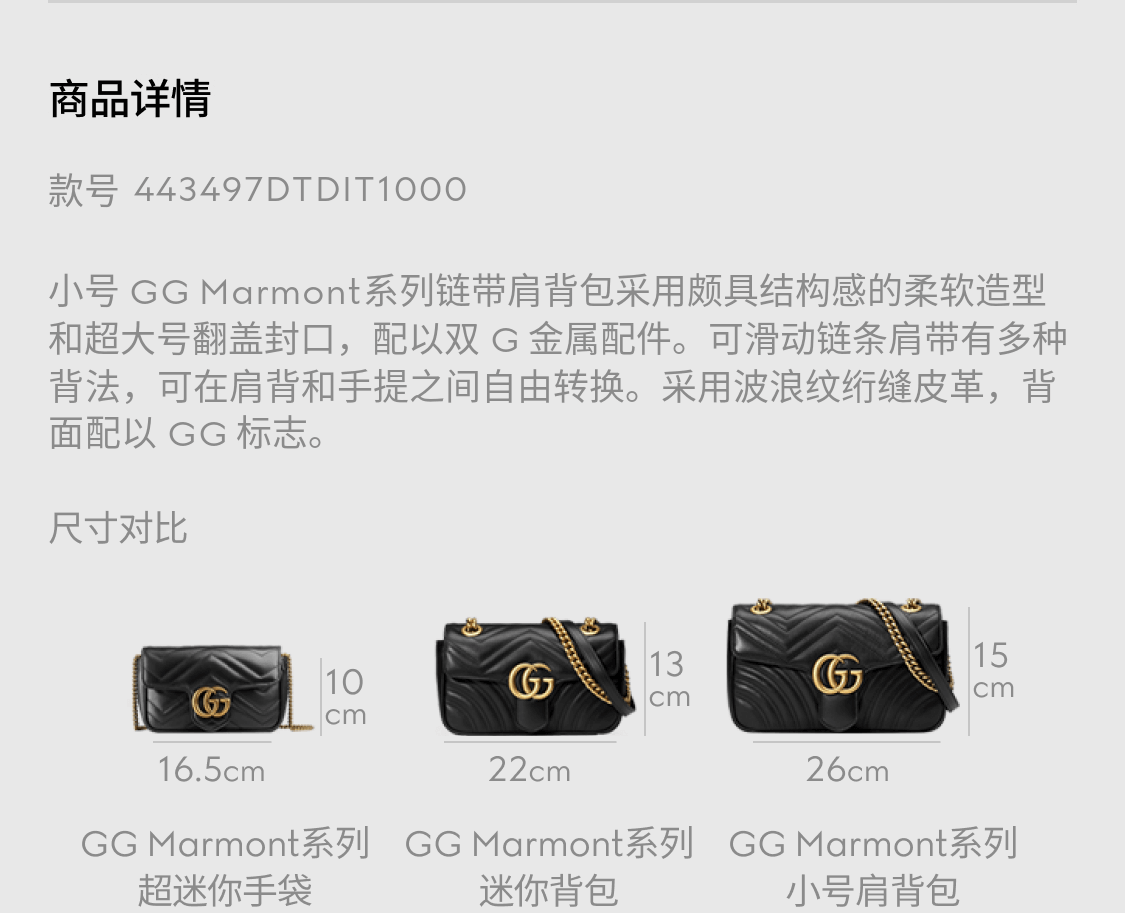 商品详情
款号 443497DTDIT1000
小号 GG Marmont系列链带肩背包采用颇具结构感的柔软造型
和超大号翻盖封口，配以双 G 金属配件。可滑动链条肩带有多种
背法，可在肩背和手提之间自由转换。采用波浪纹绗缝皮革，背
面配以 GG 标志。
尺寸对比
10
cm
13
cm
15
cm
16.5cm 22cm 26cm
GG Marmont系列 GG Marmont系列 GG Marmont系列
超迷你手袋 迷你背包 小号肩背包